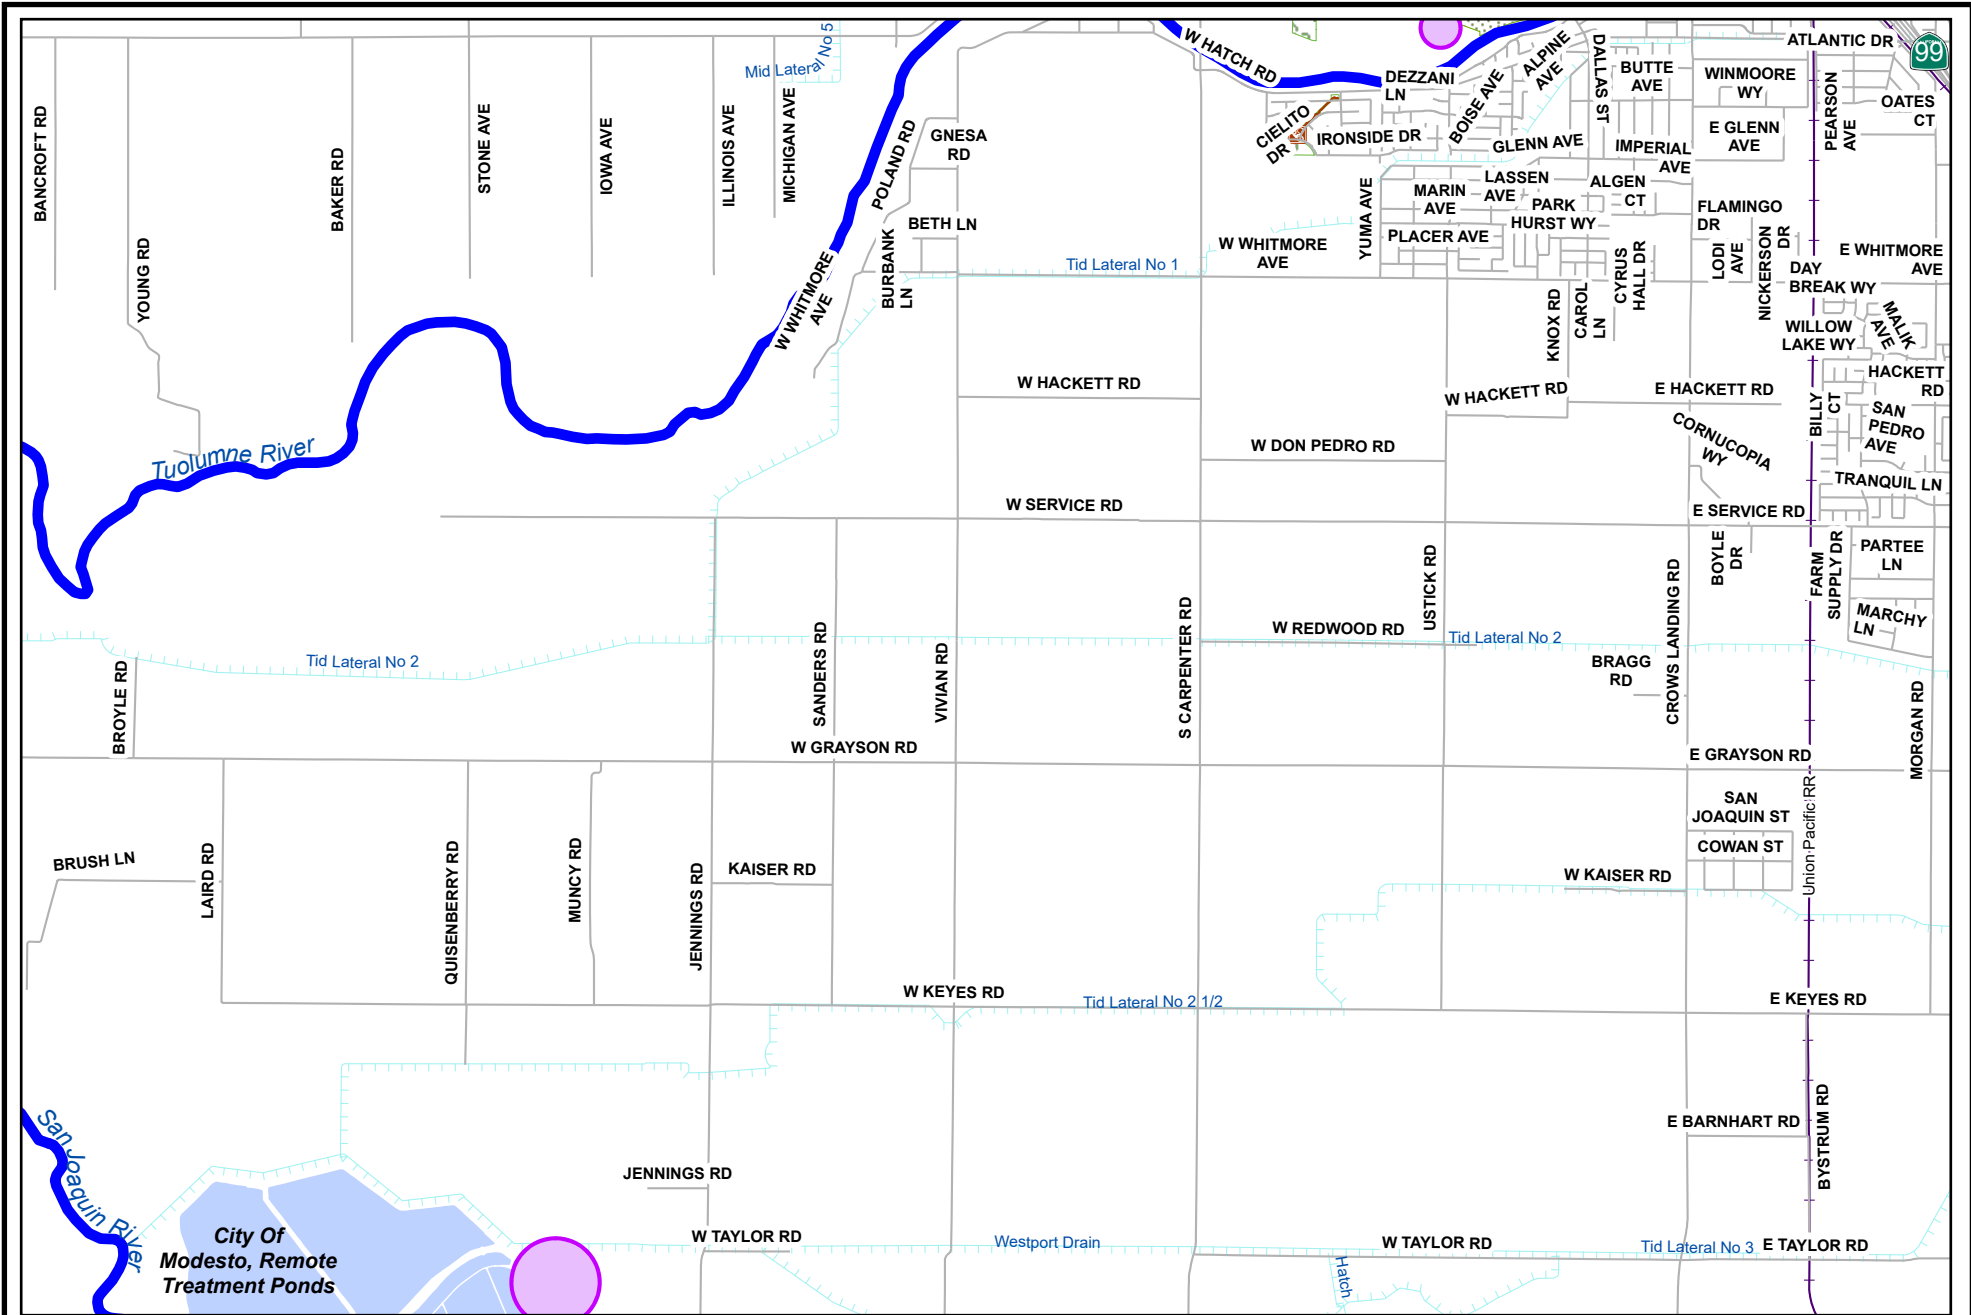 Mid Lateral No 5
W HATCH RD
DEZZANI
LN
BOISE AVE
ALPINE
AVE
DALLAS ST
BUTTE
AVE
ATLANTIC DR
99
WINMOORE
WY
PEARSON
AVE
OATES
CT
BANCROFT RD
BAKER RD
STONE AVE
IOWA AVE
ILLINOIS AVE
MICHIGAN AVE
POLAND RD
GNESA
RD
CIELITO
DR
IRONSIDE DR
GLENN AVE
IMPERIAL
AVE
E GLENN
AVE
YOUNG RD
BETH LN
BURBANK
LN
W WHITMORE
AVE
Tid Lateral No 1
W WHITMORE
AVE
YUMA AVE
MARIN
AVE
LASSEN
AVE
PARK
HURST WY
ALGEN
CT
PLACER AVE
FLAMINGO
DR
LODI
AVE
NICKERSON
DR
E WHITMORE
AVE
DAY
BREAK WY
CYRUS
HALL DR
CAROL
LN
KNOX RD
WILLOW
LAKE WY
MALIK
AVE
HACKETT
RD
W HACKETT RD
W HACKETT RD
E HACKETT RD
BILLY
CT
SAN
PEDRO
AVE
CORNUCOPIA
WY
W DON PEDRO RD
Tuolumne River
TRANQUIL LN
W SERVICE RD
E SERVICE RD
BOYLE
DR
FARM
SUPPLY DR
PARTEE
LN
MARCHY
LN
USTICK RD
CROWS LANDING RD
S CARPENTER RD
W REDWOOD RD
Tid Lateral No 2
Tid Lateral No 2
BRAGG
RD
BROYLE RD
SANDERS RD
VIVIAN RD
MORGAN RD
W GRAYSON RD
E GRAYSON RD
Union Pacific RR
SAN
JOAQUIN ST
COWAN ST
BRUSH LN
LAIRD RD
QUISENBERRY RD
MUNCY RD
JENNINGS RD
KAISER RD
W KAISER RD
W KEYES RD
Tid Lateral No 2 1/2
E KEYES RD
E BARNHART RD
BYSTRUM RD
San Joaquin River
JENNINGS RD
City Of
Modesto, Remote
Treatment Ponds
W TAYLOR RD
Westport Drain
W TAYLOR RD
Tid Lateral No 3
E TAYLOR RD
Hatch